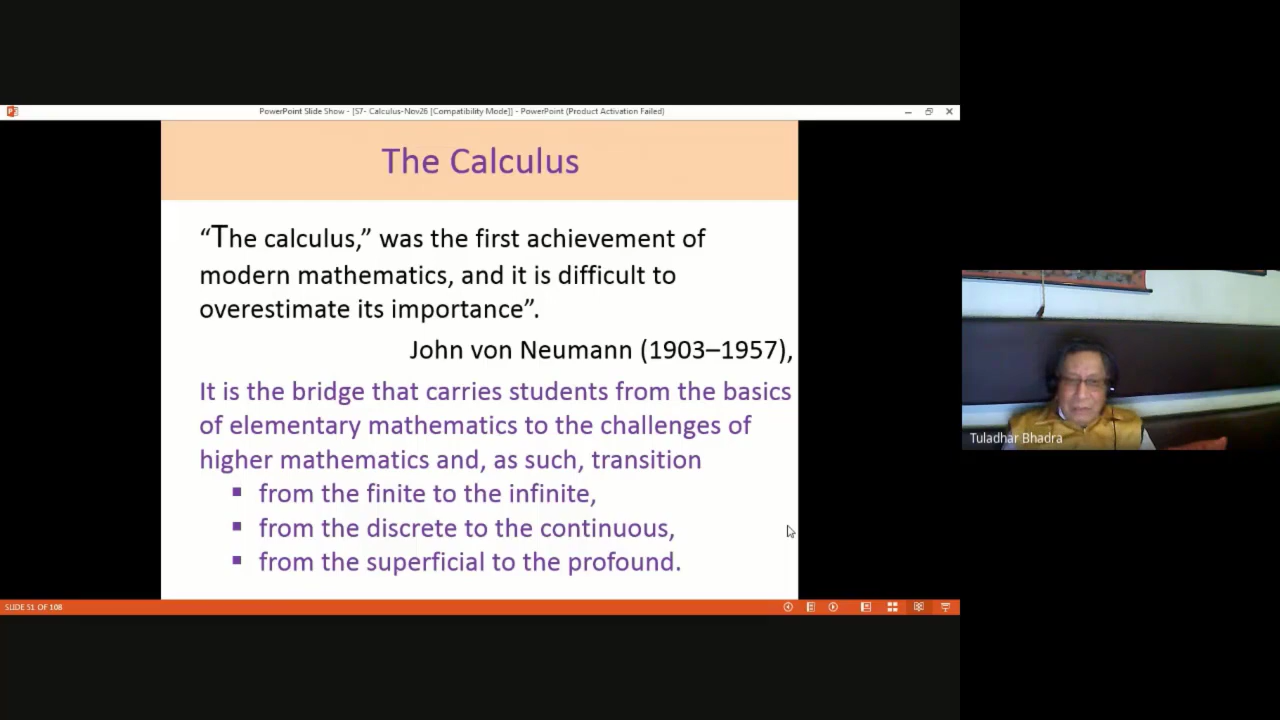 PowerPoint Slide Show - [S7- Calculus-Nov26 [Compatibility Mode]] - PowerPoint (Product Activation Failed)
The Calculus
“The calculus,” was the first achievement of
modern mathematics, and it is difficult to
overestimate its importance”.
John von Neumann (1903–1957),
It is the bridge that carries students from the basics
of elementary mathematics to the challenges of
higher mathematics and, as such, transition
▪ from the finite to the infinite,
▪ from the discrete to the continuous,
▪ from the superficial to the profound.
SLIDE 51 OF 108
Tuladhar Bhadra